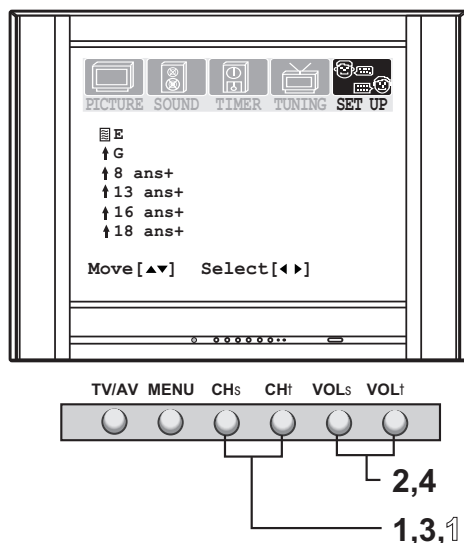 PICTURE SOUND TIMER TUNING SET UP
E
G
8 ans+
13 ans+
16 ans+
18 ans+
Move[▲▼] Select[◀▶]
TV/AV MENU CHs CH† VOLs VOL†
2,4
1,3,1